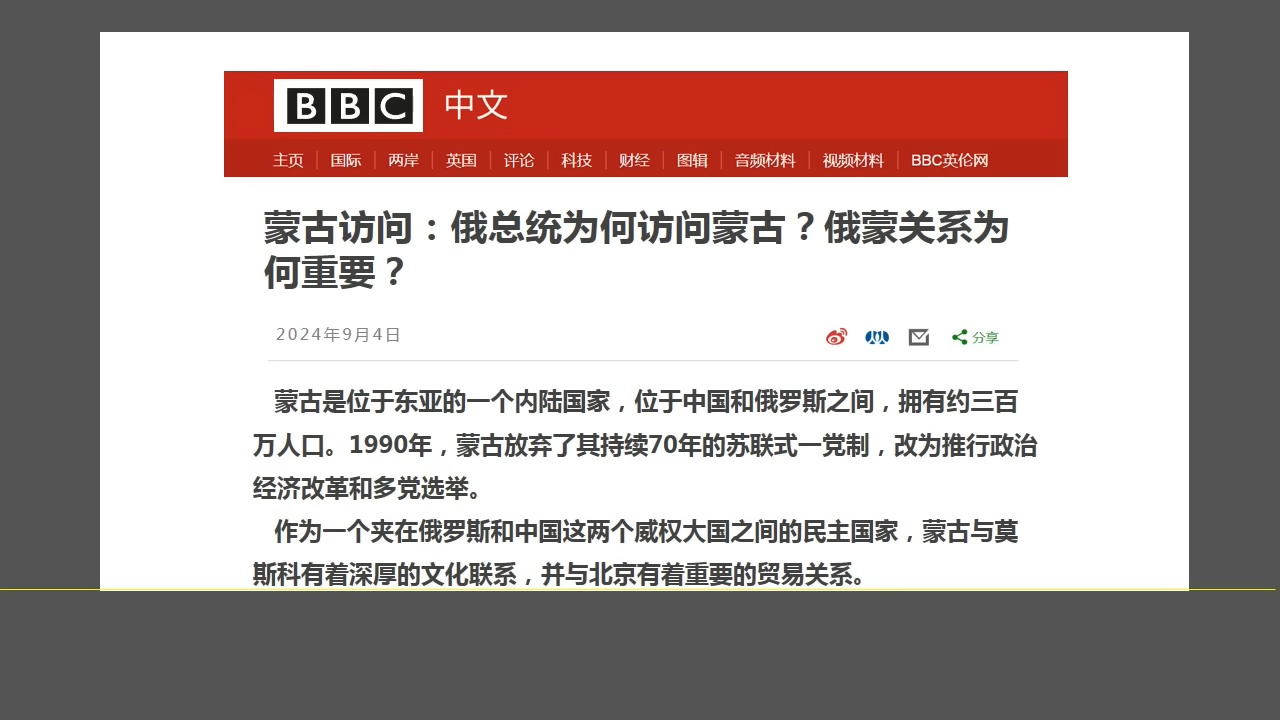 BBC 中文
主页 国际 两岸 英国 评论 科技 财经 图辑 音频材料 视频材料 BBC英伦网
蒙古访问：俄总统为何访问蒙古？俄蒙关系为
何重要？
2024年9月4日 分享
蒙古是位于东亚的一个内陆国家，位于中国和俄罗斯之间，拥有约三百
万人口。1990年，蒙古放弃了其持续70年的苏联式一党制，改为推行政治
经济改革和多党选举。
作为一个夹在俄罗斯和中国这两个威权大国之间的民主国家，蒙古与莫
斯科有着深厚的文化联系，并与北京有着重要的贸易关系。